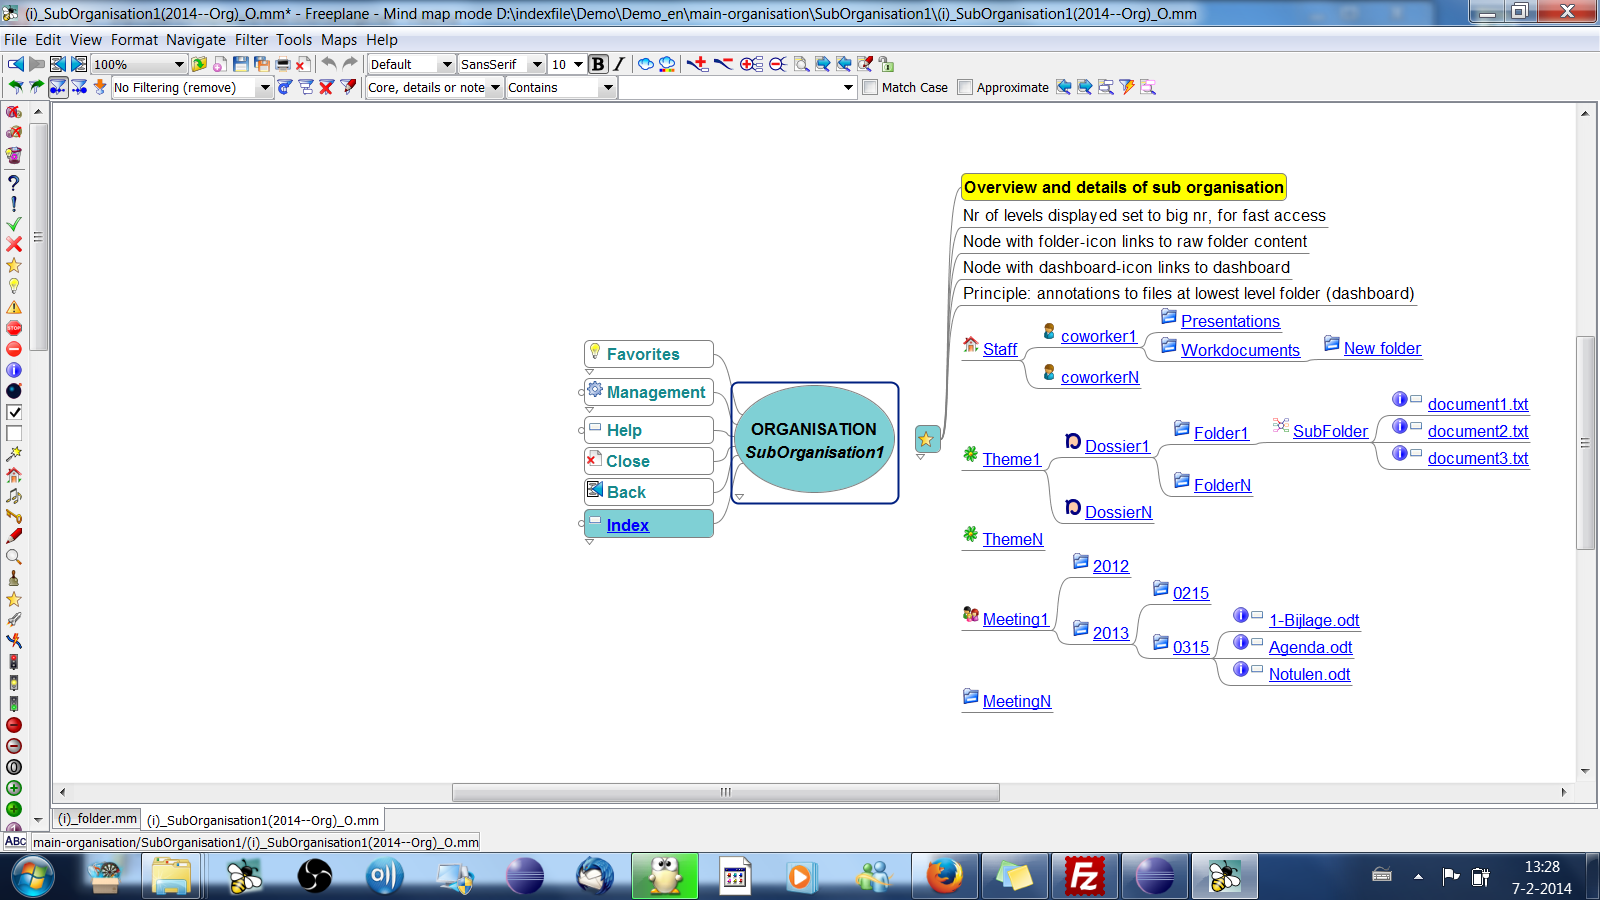 (i)_SubOrganisation1(2014--Org)_O.mm* - Freeplane - Mind map mode D:\indexfile\Demo\Demo_en\main-organisation\SubOrganisation1\(i)_SubOrganisation1(2014--Org)_O.mm
File Edit View Format Navigate Filter Tools Maps Help
100% Default SansSerif 10 B I
No Filtering (remove) Core, details or note Contains Match Case Approximate
Overview and details of sub organisation
Nr of levels displayed set to big nr, for fast access
Node with folder-icon links to raw folder content
Node with dashboard-icon links to dashboard
Principle: annotations to files at lowest level folder (dashboard)
Favorites
Management
Help
Close
Back
Index
ORGANISATION
SubOrganisation1
Staff
coworker1
Presentations
Workdocuments
New folder
coworkerN
Theme1
Dossier1
Folder1
SubFolder
document1.txt
document2.txt
document3.txt
FolderN
DossierN
ThemeN
Meeting1
2012
2013
0215
0315
1-Bijlage.odt
Agenda.odt
Notulen.odt
MeetingN
STOP
(i)_folder.mm
(i)_SubOrganisation1(2014--Org)_O.mm
ABC main-organisation/SubOrganisation1/(i)_SubOrganisation1(2014--Org)_O.mm
Fz
13:28
7-2-2014